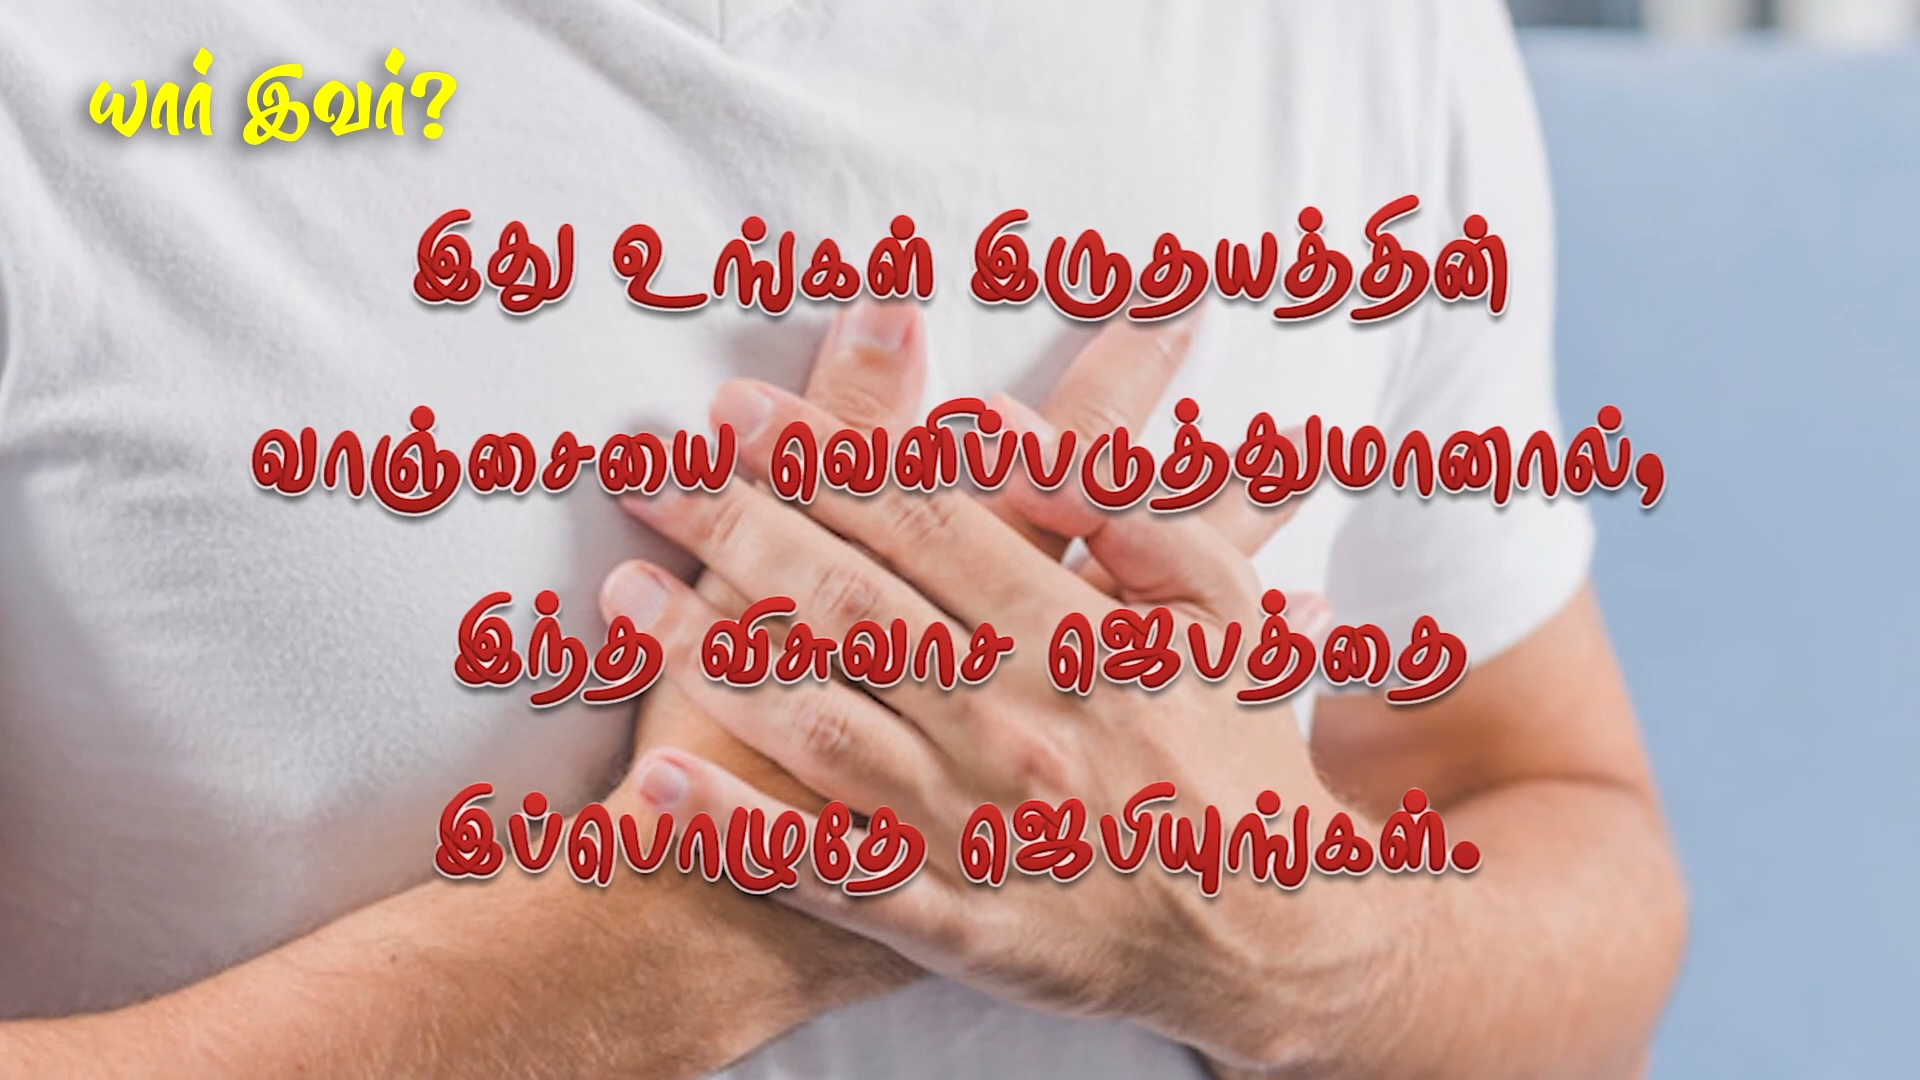 யார் இவர்?
இது உங்கள் இருதயத்தின்
வாஞ்சையை வெளிப்படுத்துமானால்,
இந்த விசுவாச ஜெபத்தை
இப்பொழுதே ஜெபியுங்கள்.